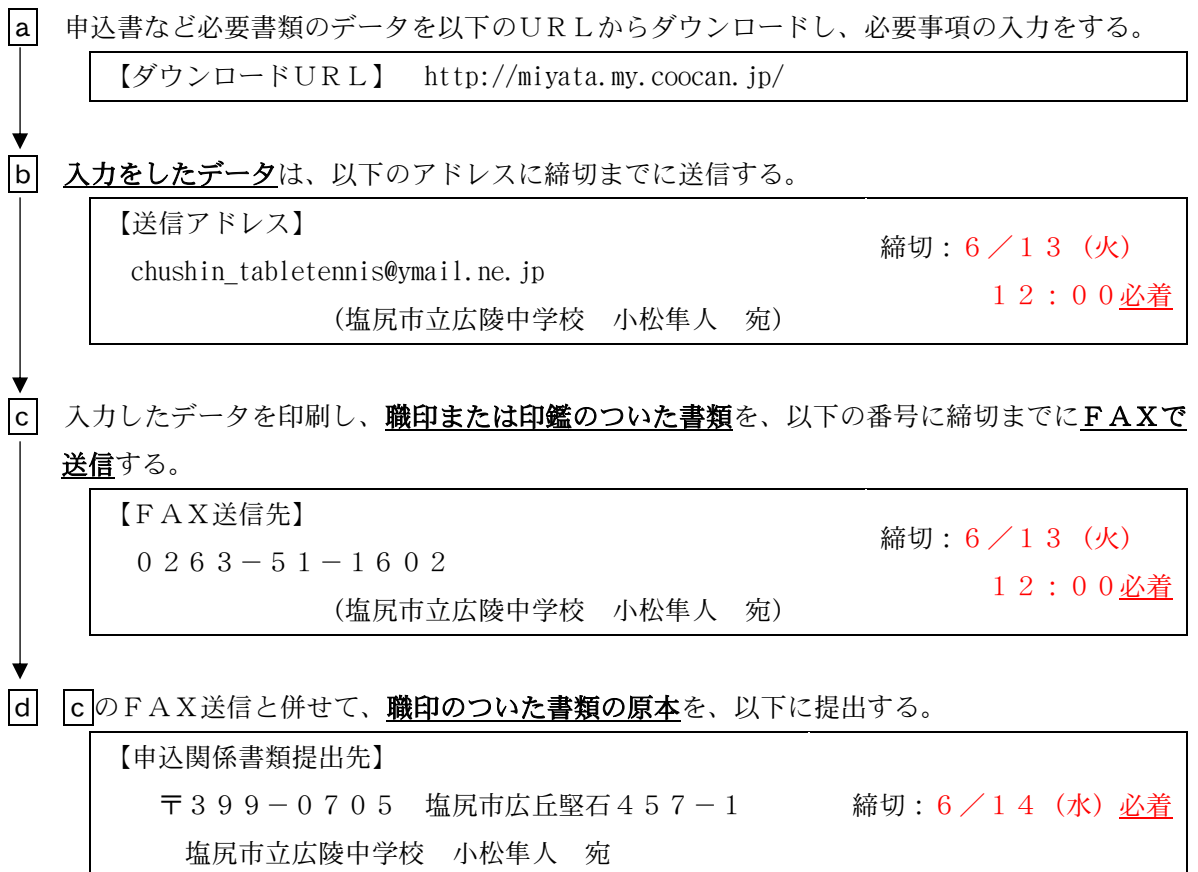 a 申込書など必要書類のデータを以下のＵＲＬからダウンロードし、必要事項の入力をする。
【ダウンロードＵＲＬ】　http://miyata.my.coocan.jp/
b 入力をしたデータは、以下のアドレスに締切までに送信する。
【送信アドレス】
締切：６／１３（火）
chushin_tabletennis@ymail.ne.jp
１２：００必着
（塩尻市立広陵中学校　小松隼人　宛）
c 入力したデータを印刷し、職印または印鑑のついた書類を、以下の番号に締切までにＦＡＸで
送信する。
【ＦＡＸ送信先】
締切：６／１３（火）
０２６３－５１－１６０２
１２：００必着
（塩尻市立広陵中学校　小松隼人　宛）
d cのＦＡＸ送信と併せて、職印のついた書類の原本を、以下に提出する。
【申込関係書類提出先】
〒３９９－０７０５　塩尻市広丘堅石４５７－１　締切：６／１４（水）必着
塩尻市立広陵中学校　小松隼人　宛